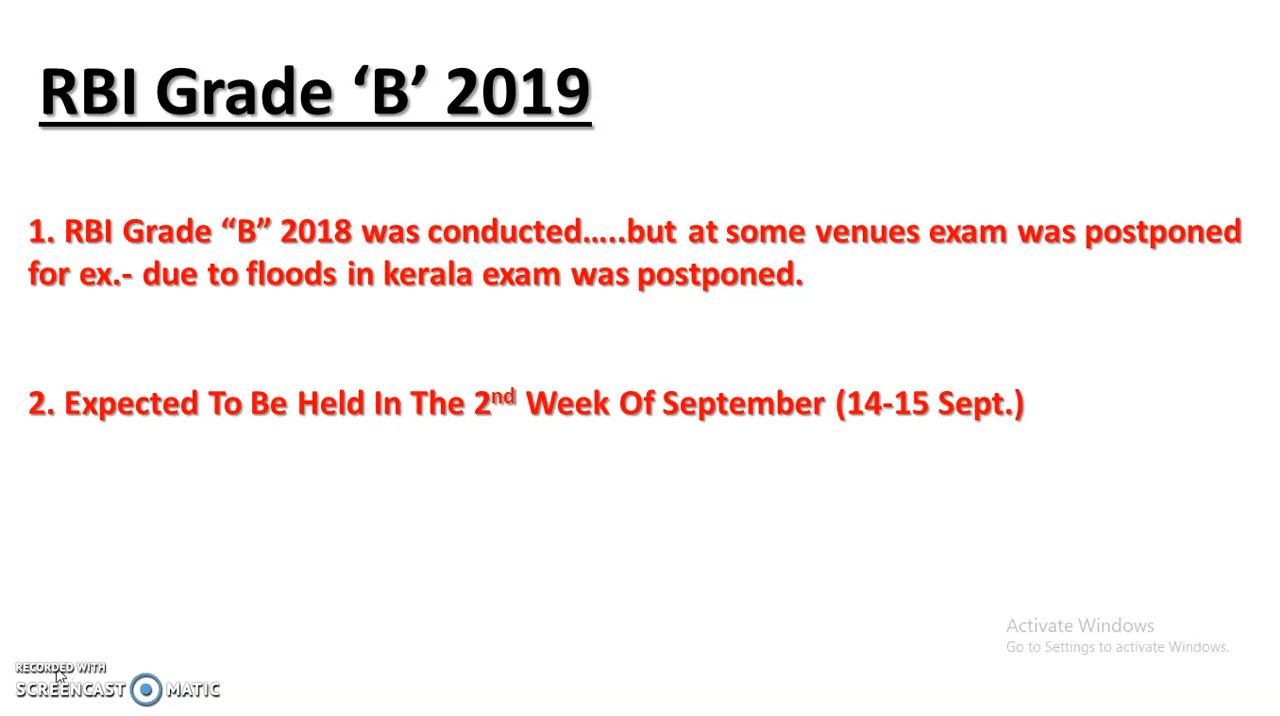 RBI Grade ‘B’ 2019
1. RBI Grade “B” 2018 was conducted…..but at some venues exam was postponed
for ex.- due to floods in kerala exam was postponed.
2. Expected To Be Held In The 2nd Week Of September (14-15 Sept.)
Activate Windows
Go to Settings to activate Windows.
RECORDED WITH
SCREENCAST MATIC